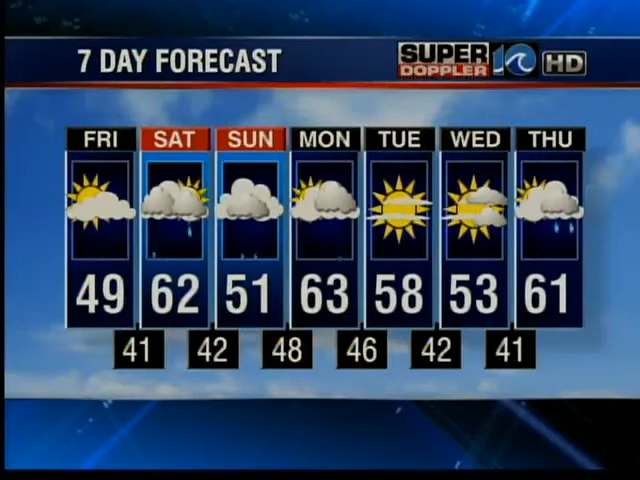 7 DAY FORECAST
SUPER DOPPLER 10 HD
FRI SAT SUN MON TUE WED THU
49 62 51 63 58 53 61
41 42 48 46 42 41